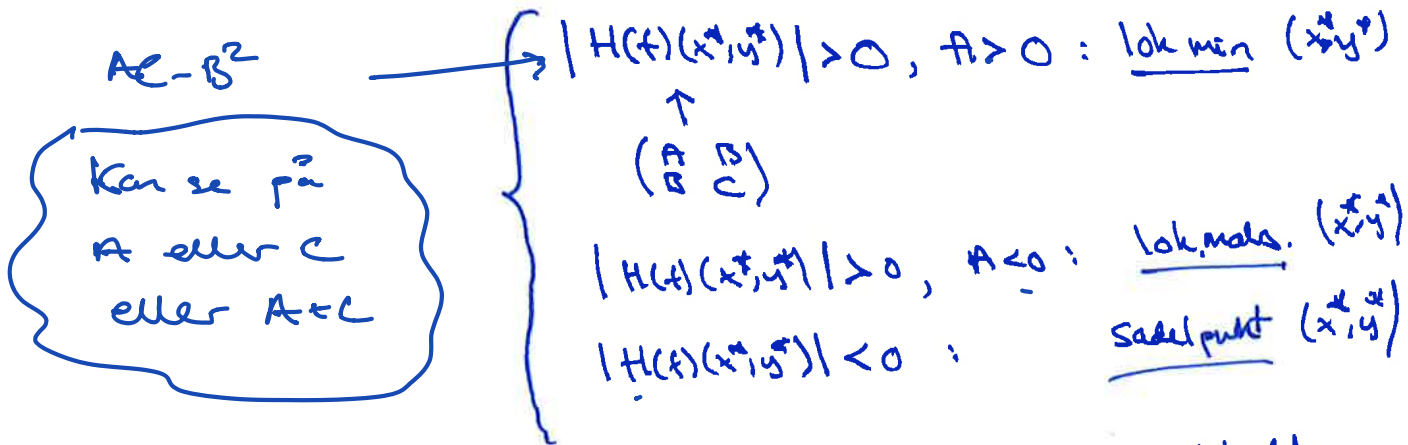 AC-B²
Kan se på
A eller C
eller A+C
|H(f)(x*,y*)| > 0, A > 0 : lok min (x*,y*)
↑
(A B
B C)
|H(f)(x*,y*)| > 0, A < 0 : lok. maks. (x*,y*)
|H(f)(x*,y*)| < 0 : Sadelpunkt (x*,y*)